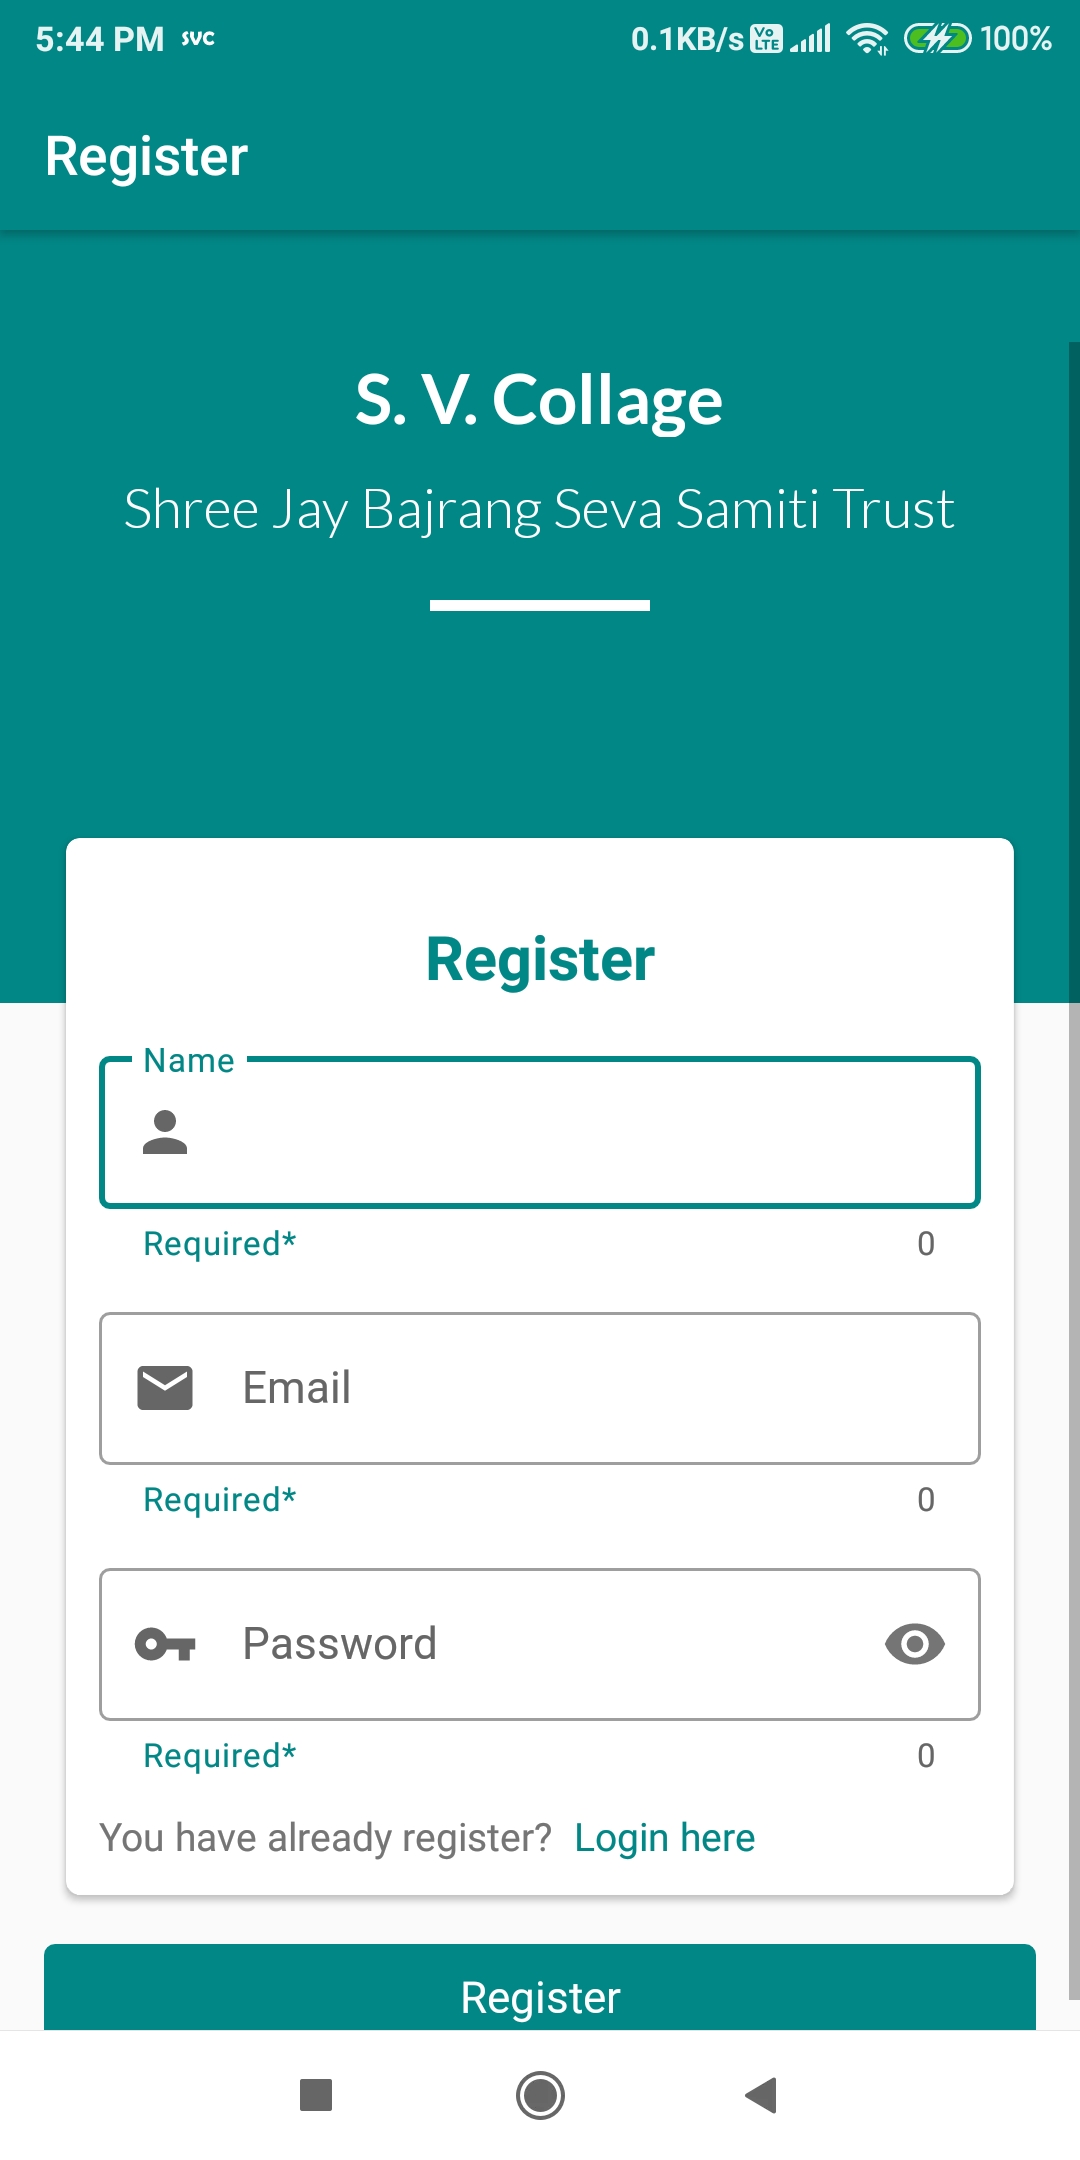 5:44 PM SVC 0.1KB/s Vo LTE 100%
Register
S. V. Collage
Shree Jay Bajrang Seva Samiti Trust
Register
Name
Required* 0
Email
Required* 0
Password
Required* 0
You have already register? Login here
Register